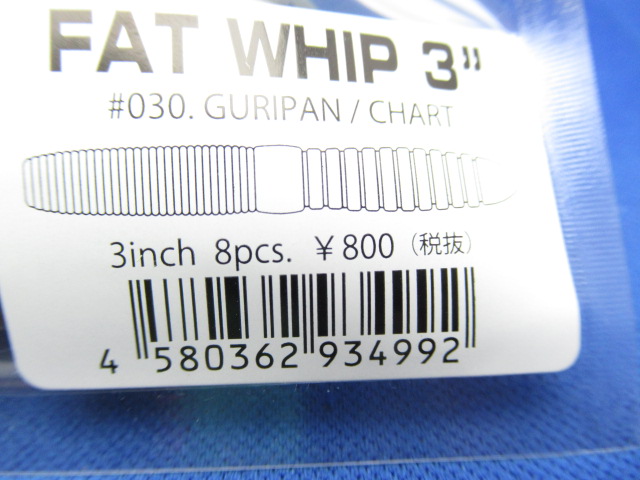 FAT WHIP 3"
#030. GURIPAN / CHART
3inch 8pcs. ￥800（税抜）
4 580362 934992